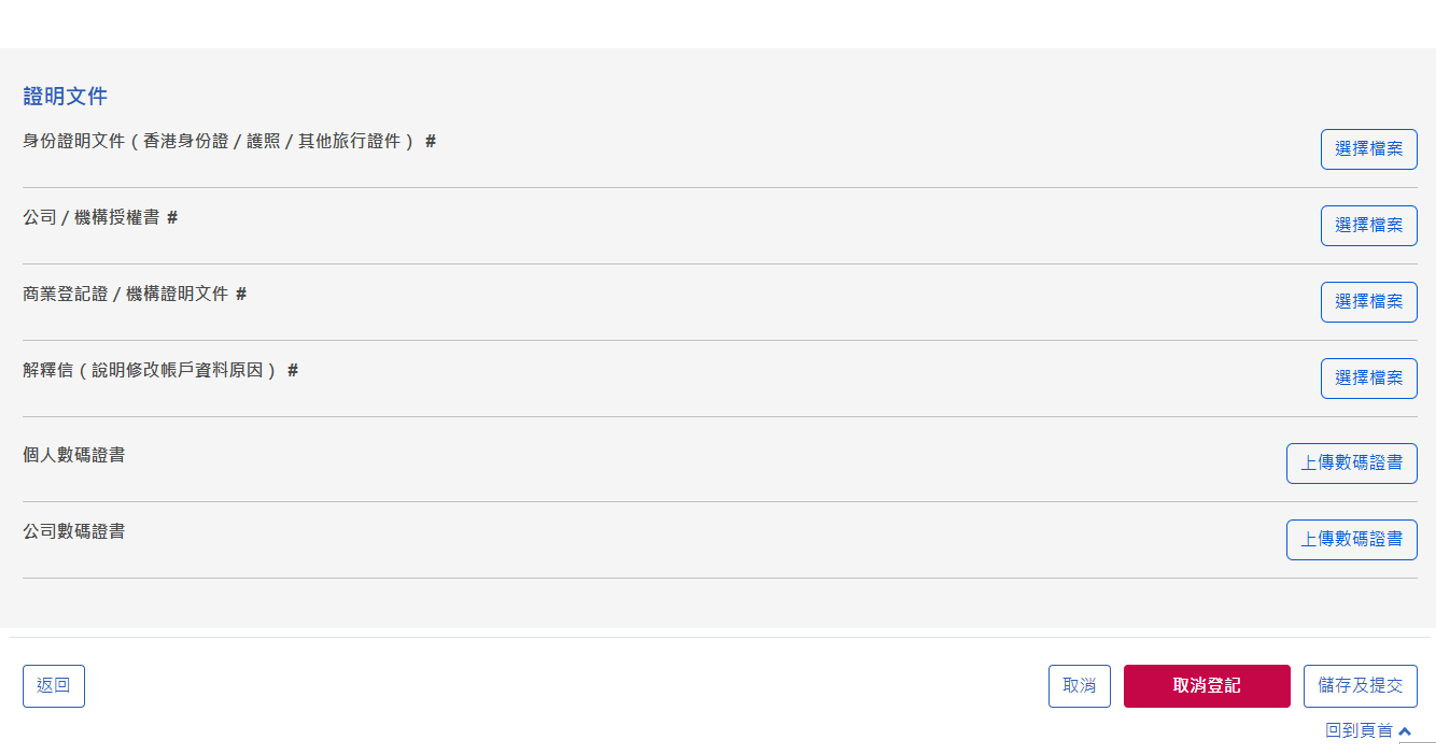 證明文件
身份證明文件 ( 香港身份證 / 護照 / 其他旅行證件 ) #
選擇檔案
公司 / 機構授權書 #
選擇檔案
商業登記證 / 機構證明文件 #
選擇檔案
解釋信 ( 說明修改帳戶資料原因 ) #
選擇檔案
個人數碼證書
上傳數碼證書
公司數碼證書
上傳數碼證書
返回
取消
取消登記
儲存及提交
回到頁首